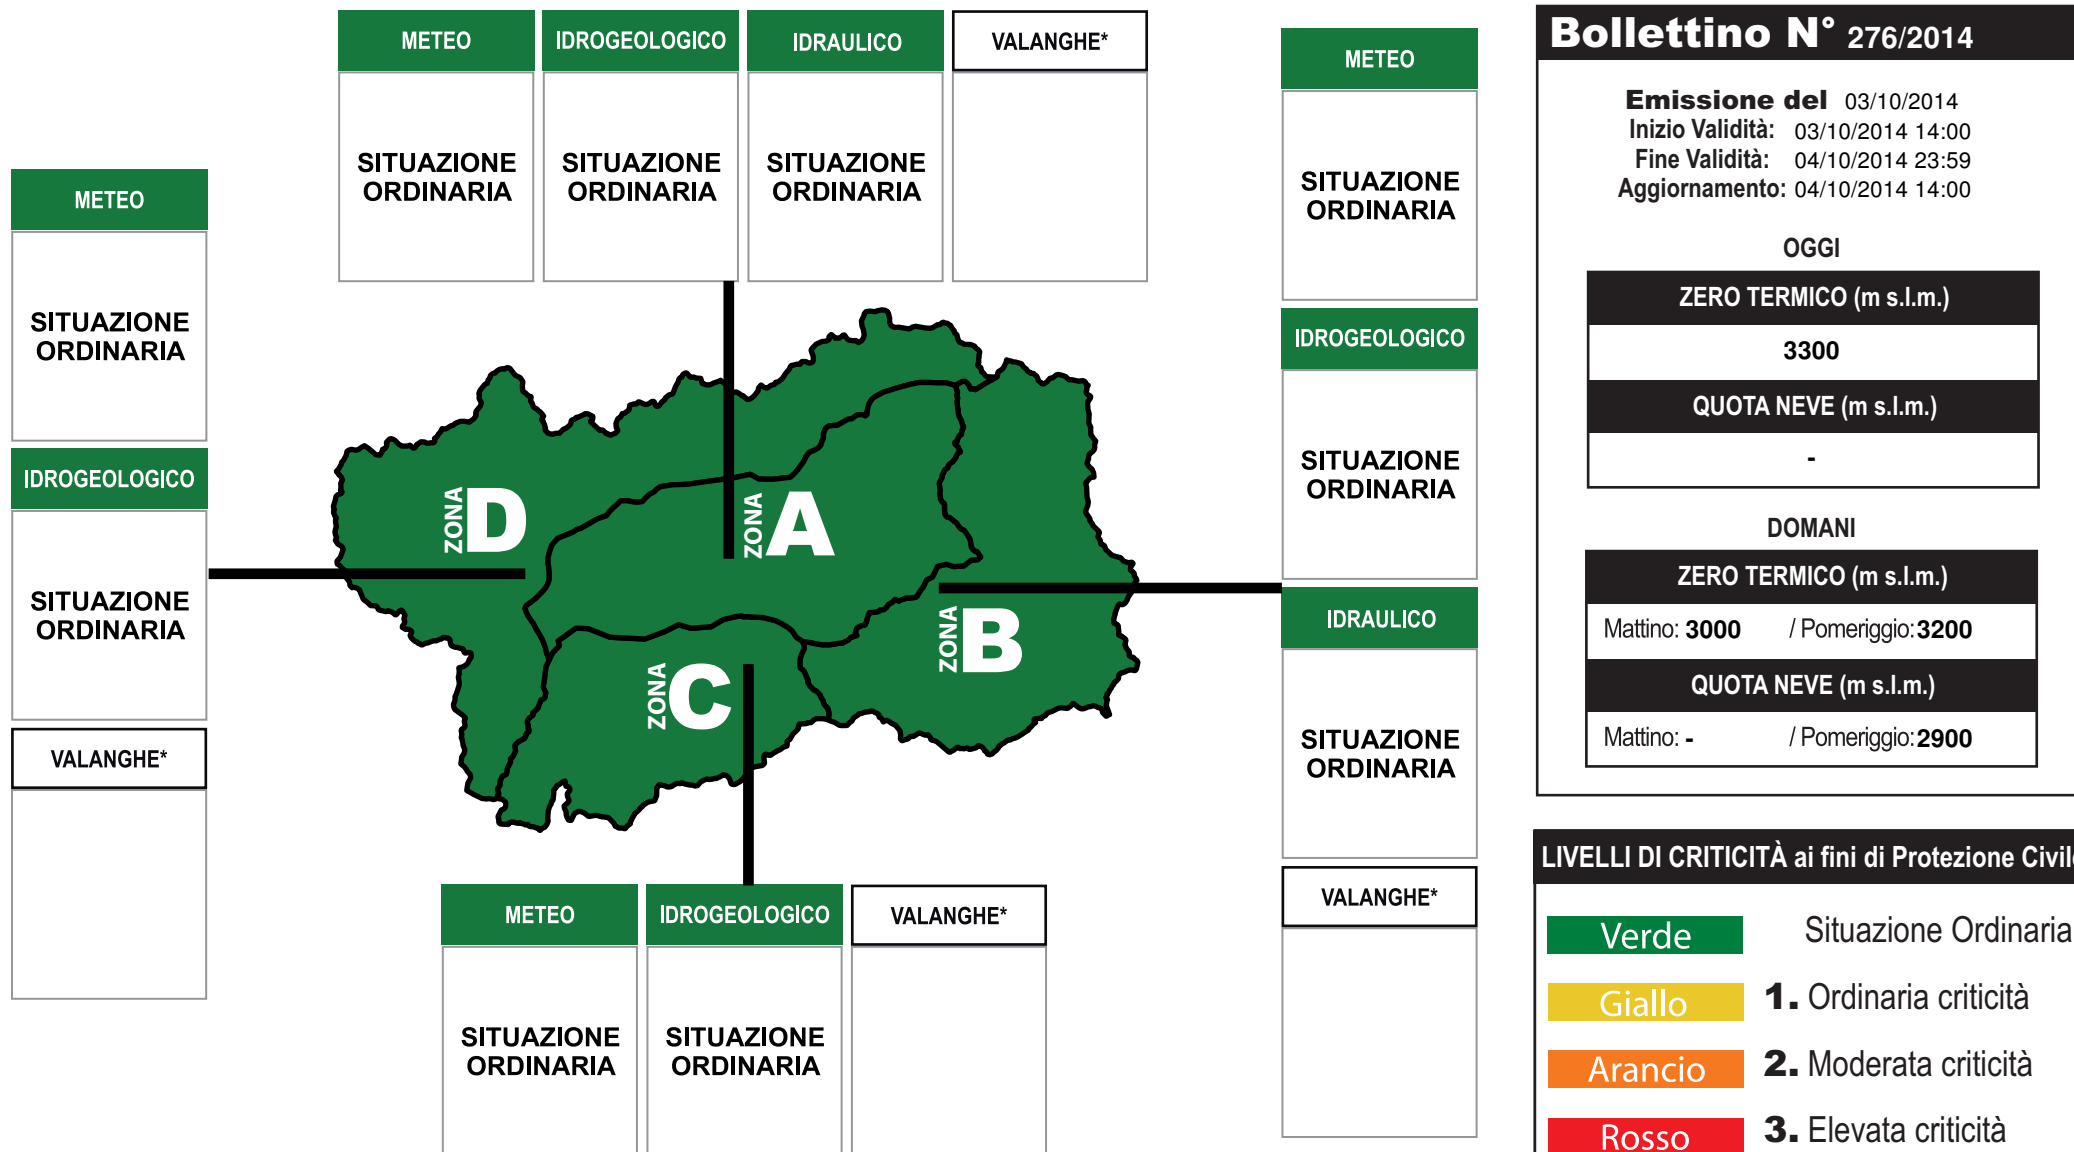 METEO
IDROGEOLOGICO
IDRAULICO
VALANGHE*
SITUAZIONE
ORDINARIA
SITUAZIONE
ORDINARIA
SITUAZIONE
ORDINARIA
METEO
SITUAZIONE
ORDINARIA
IDROGEOLOGICO
SITUAZIONE
ORDINARIA
VALANGHE*
ZONA D
ZONA A
ZONA B
ZONA C
METEO
SITUAZIONE
ORDINARIA
IDROGEOLOGICO
SITUAZIONE
ORDINARIA
IDRAULICO
SITUAZIONE
ORDINARIA
VALANGHE*
METEO
IDROGEOLOGICO
VALANGHE*
SITUAZIONE
ORDINARIA
SITUAZIONE
ORDINARIA
Bollettino N° 276/2014
Emissione del 03/10/2014
Inizio Validità: 03/10/2014 14:00
Fine Validità: 04/10/2014 23:59
Aggiornamento: 04/10/2014 14:00
OGGI
ZERO TERMICO (m s.l.m.)
3300
QUOTA NEVE (m s.l.m.)
-
DOMANI
ZERO TERMICO (m s.l.m.)
Mattino: 3000 / Pomeriggio: 3200
QUOTA NEVE (m s.l.m.)
Mattino: - / Pomeriggio: 2900
LIVELLI DI CRITICITÀ ai fini di Protezione Civile
Verde Situazione Ordinaria
Giallo 1. Ordinaria criticità
Arancio 2. Moderata criticità
Rosso 3. Elevata criticità